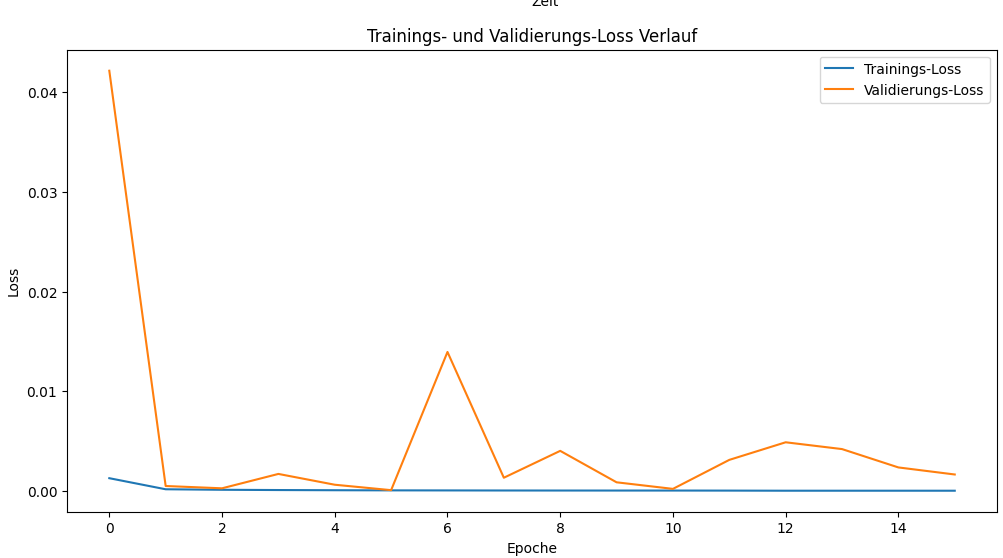 Zeit
Trainings- und Validierungs-Loss Verlauf
Trainings-Loss
Validierungs-Loss
0.04
0.03
0.02
0.01
0.00
Loss
0 2 4 6 8 10 12 14
Epoche